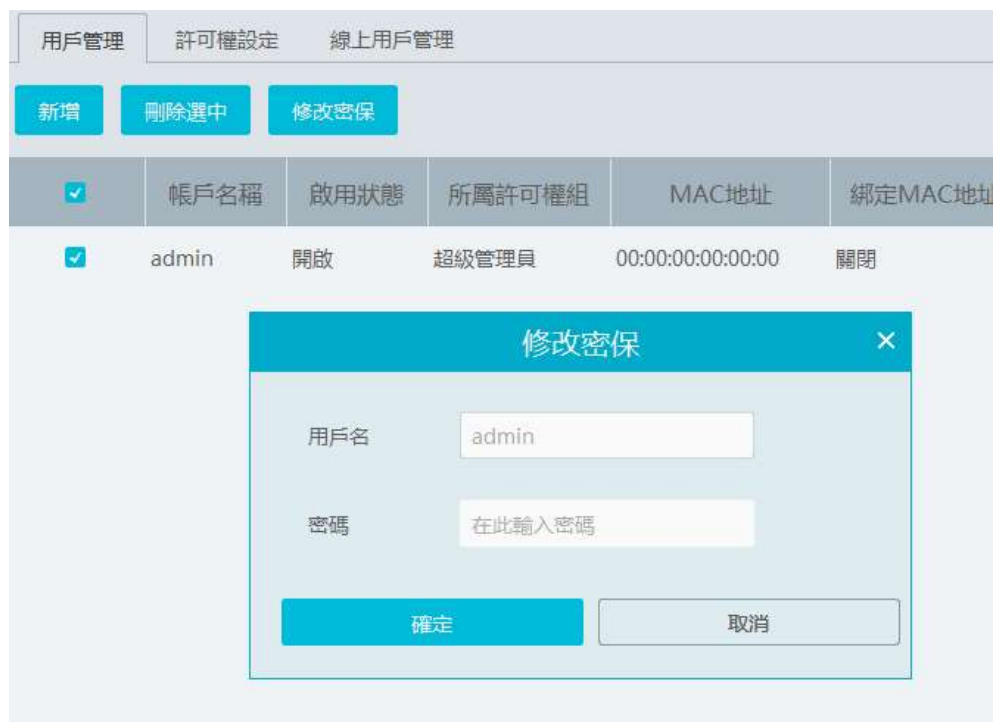 用戶管理 許可權設定 線上用戶管理
新增 刪除選中 修改密保
帳戶名稱 啟用狀態 所屬許可權組 MAC地址 綁定MAC地址
admin 開啟 超級管理員 00:00:00:00:00:00 關閉
修改密保
用戶名 admin
密碼 在此輸入密碼
確定 取消